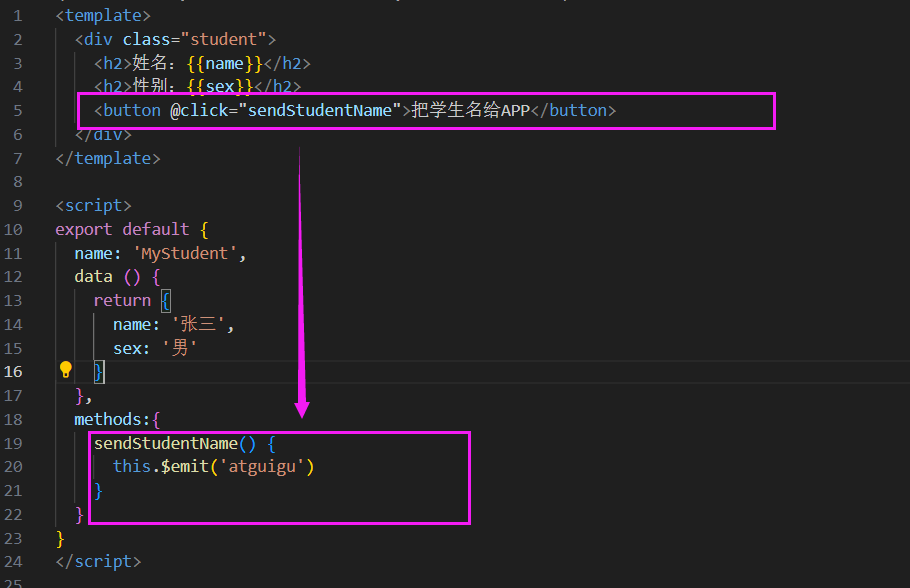 1 <template>
2 <div class="student">
3 <h2>姓名：{{name}}</h2>
4 <h2>性别：{{sex}}</h2>
5 <button @click="sendStudentName">把学生名给APP</button>
6 </div>
7 </template>
8
9 <script>
10 export default {
11 name: 'MyStudent',
12 data () {
13 return {
14 name: '张三',
15 sex: '男'
16 }
17 },
18 methods:{
19 sendStudentName() {
20 this.$emit('atguigu')
21 }
22 }
23 }
24 </script>
25